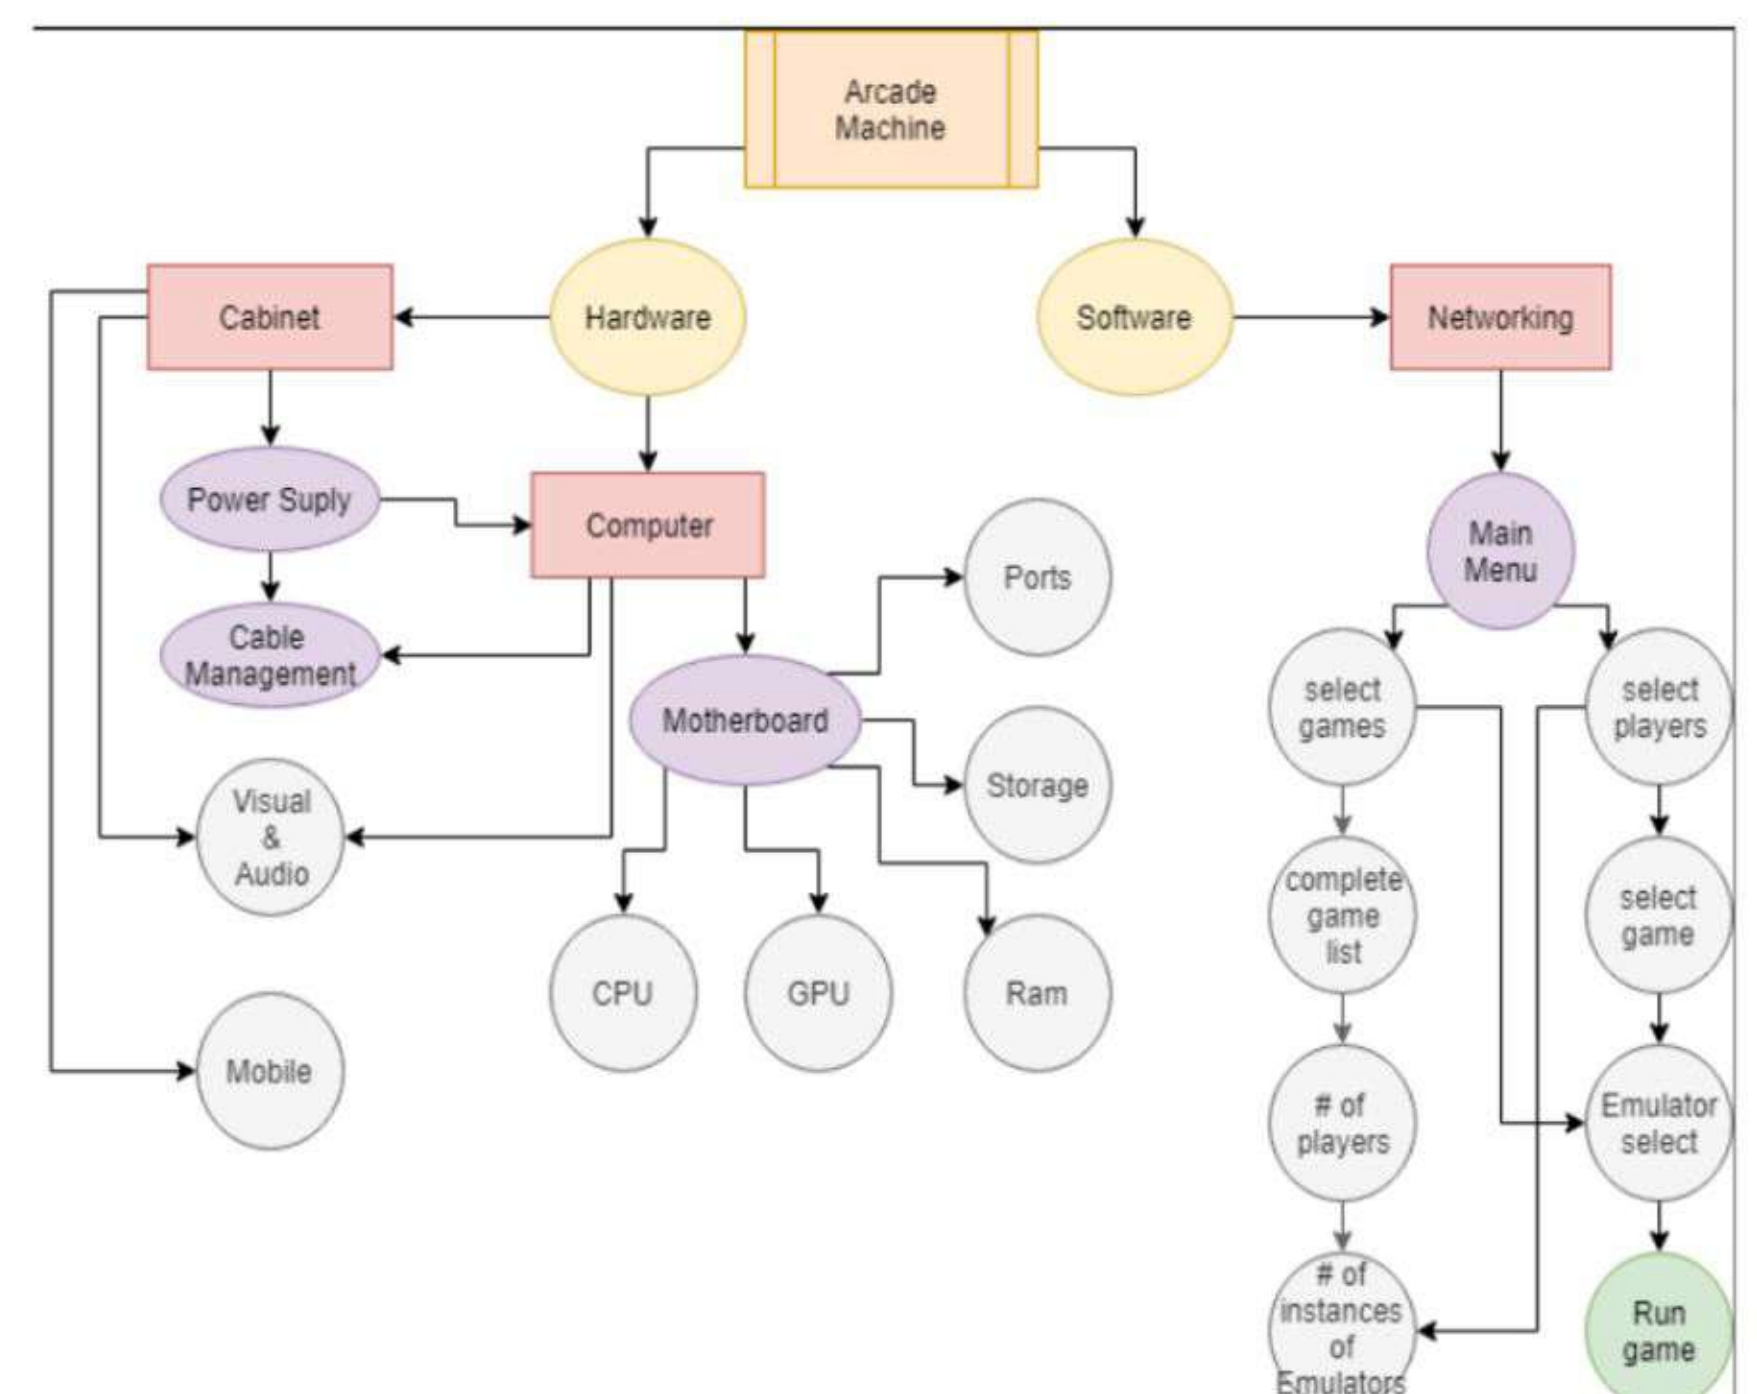 Arcade
Machine
Cabinet
Hardware
Software
Networking
Power Suply
Computer
Main
Menu
Ports
Cable
Management
Motherboard
select
games
select
players
Storage
Visual
&
Audio
complete
game
list
select
game
CPU
GPU
Ram
Mobile
# of
players
Emulator
select
# of
instances
of
Emulators
Run
game